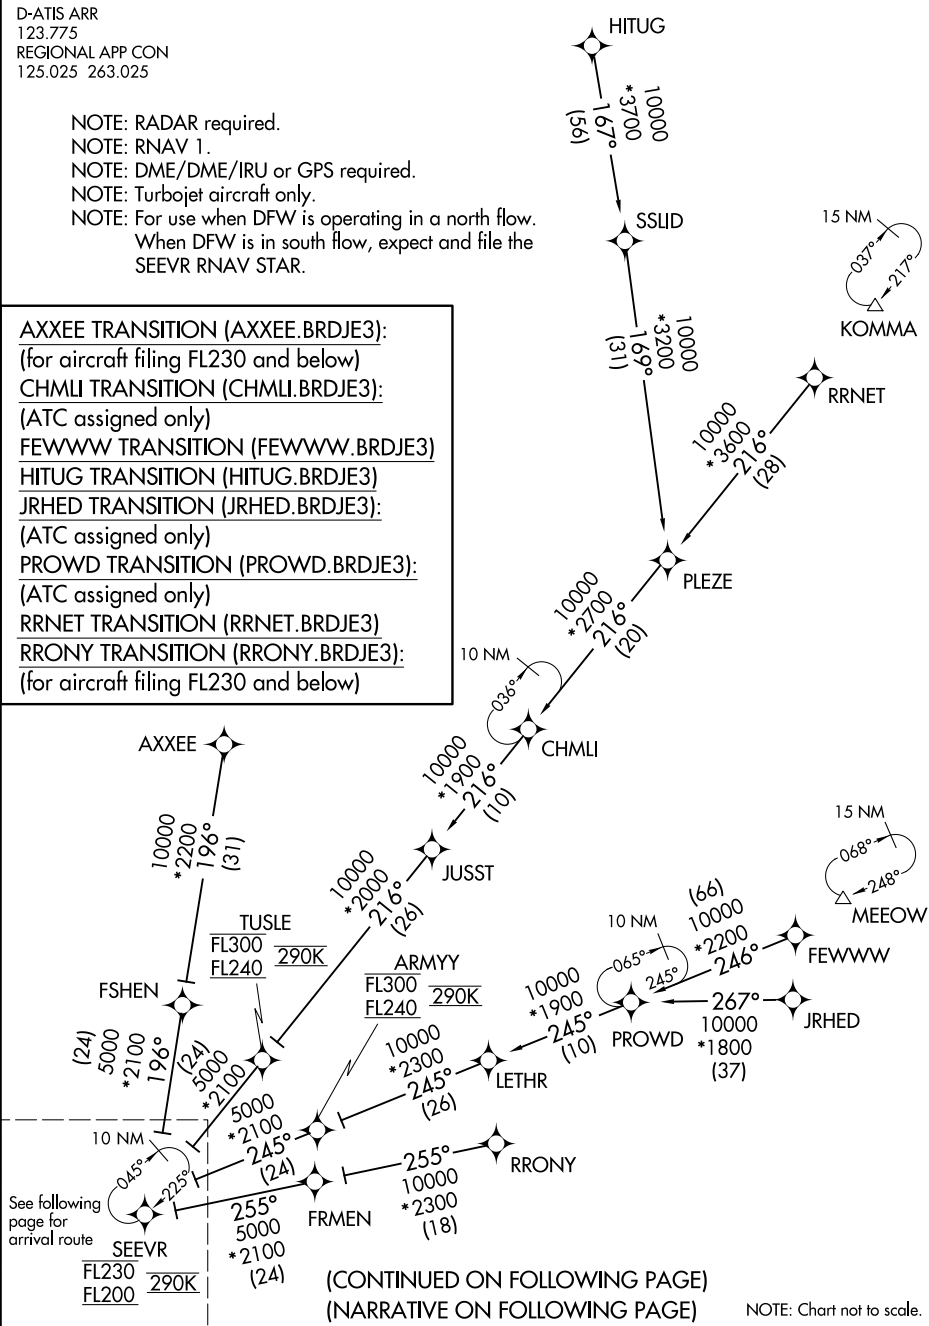 D-ATIS ARR
123.775
REGIONAL APP CON
125.025 263.025
NOTE: RADAR required.
NOTE: RNAV 1.
NOTE: DME/DME/IRU or GPS required.
NOTE: Turbojet aircraft only.
NOTE: For use when DFW is operating in a north flow.
When DFW is in south flow, expect and file the
SEEVR RNAV STAR.
AXXEE TRANSITION (AXXEE.BRDJE3):
(for aircraft filing FL230 and below)
CHMLI TRANSITION (CHMLI.BRDJE3):
(ATC assigned only)
FEWWW TRANSITION (FEWWW.BRDJE3)
HITUG TRANSITION (HITUG.BRDJE3)
JRHED TRANSITION (JRHED.BRDJE3):
(ATC assigned only)
PROWD TRANSITION (PROWD.BRDJE3):
(ATC assigned only)
RRNET TRANSITION (RRNET.BRDJE3)
RRONY TRANSITION (RRONY.BRDJE3):
(for aircraft filing FL230 and below)
HITUG
10000
*3700
167°
(56)
SSLID
10000
*3200
169°
(31)
15 NM
037°
217°
KOMMA
RRNET
10000
*3600
216°
(28)
PLEZE
10000
*2700
216°
(20)
10 NM
036°
CHMLI
10000
*1900
216°
(10)
JUSST
10000
*2000
216°
(26)
AXXEE
10000
*2200
196°
(31)
FSHEN
(24)
5000
*2100
196°
TUSLE
FL300
FL240
290K
(24)
5000
*2100
ARMYY
FL300
FL240
290K
15 NM
068°
248°
MEEOW
(66)
10000
*2200
246°
FEWWW
10 NM
065°
245°
PROWD
267°
10000
*1800
(37)
JRHED
10000
*1900
245°
(10)
LETHR
10000
*2300
245°
(26)
5000
*2100
245°
(24)
RRONY
255°
10000
*2300
(18)
FRMEN
255°
5000
*2100
(24)
10 NM
045°
225°
See following
page for
arrival route
SEEVR
FL230
FL200
290K
(CONTINUED ON FOLLOWING PAGE)
(NARRATIVE ON FOLLOWING PAGE)
NOTE: Chart not to scale.